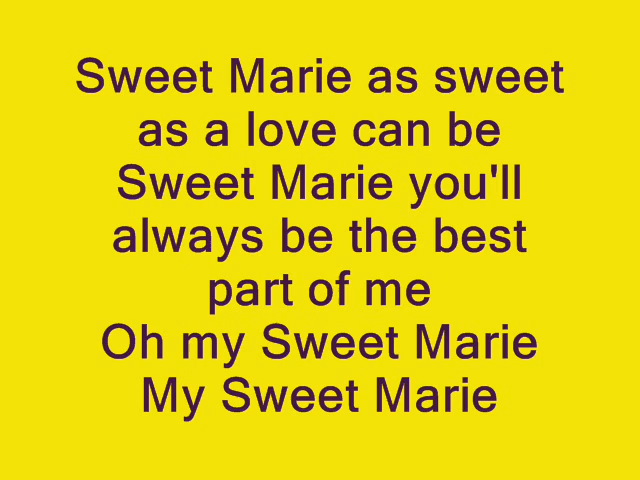 Sweet Marie as sweet
as a love can be
Sweet Marie you'll
always be the best
part of me
Oh my Sweet Marie
My Sweet Marie